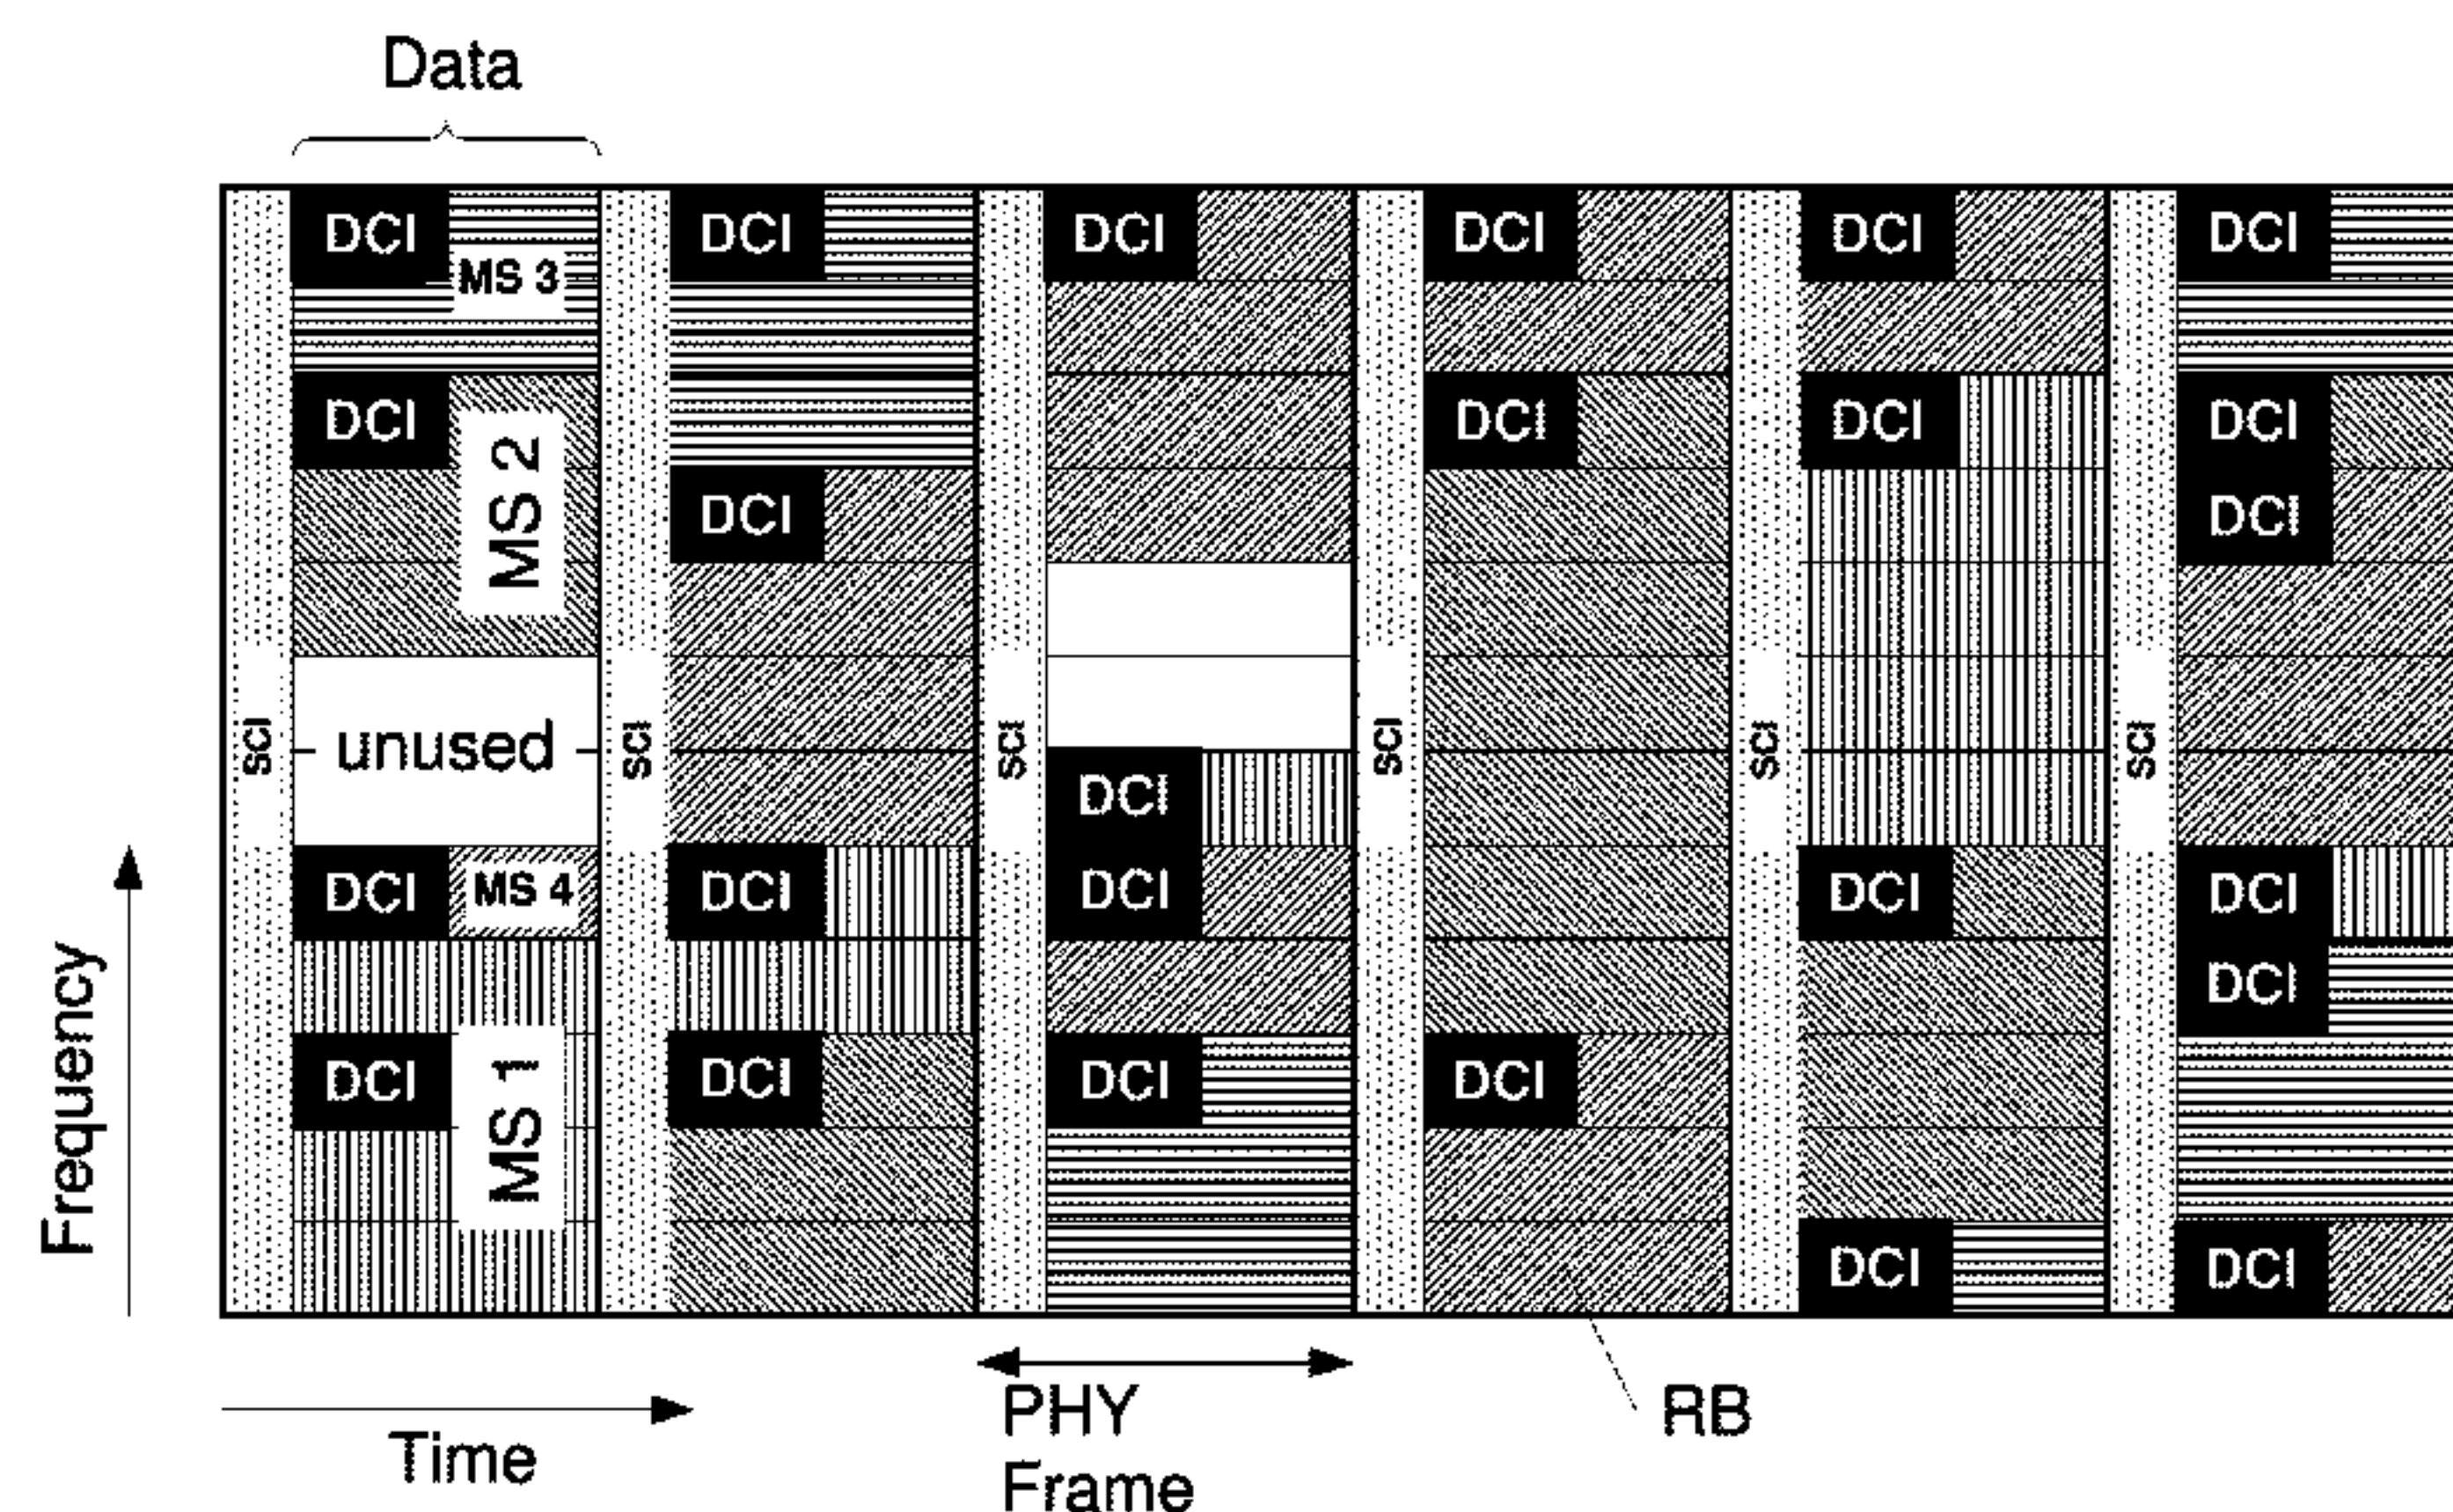 Data
DCI DCI DCI DCI DCI DCI
MS 3
DCI DCI DCI DCI
MS 2
DCI DCI
SCI unused SCI SCI SCI SCI SCI
DCI
DCI MS 4 DCI DCI DCI DCI
DCI
DCI MS 1 DCI DCI DCI
DCI DCI
Frequency
Time
PHY
Frame
RB